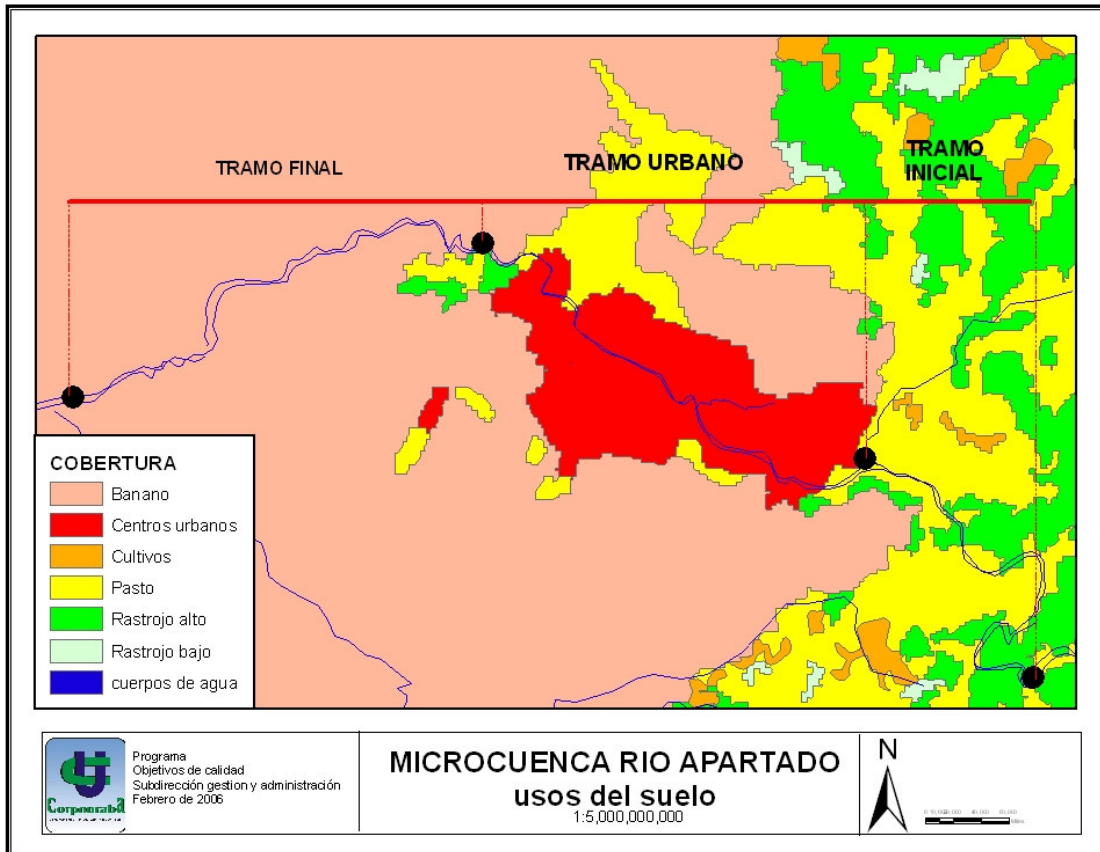 TRAMO FINAL
TRAMO URBANO
TRAMO
INICIAL
COBERTURA
Banano
Centros urbanos
Cultivos
Pasto
Rastrojo alto
Rastrojo bajo
cuerpos de agua
Corpouraba
Programa
Objetivos de calidad
Subdirección gestion y administración
Febrero de 2006
MICROCUENCA RIO APARTADO
usos del suelo
1:5,000,000,000
N